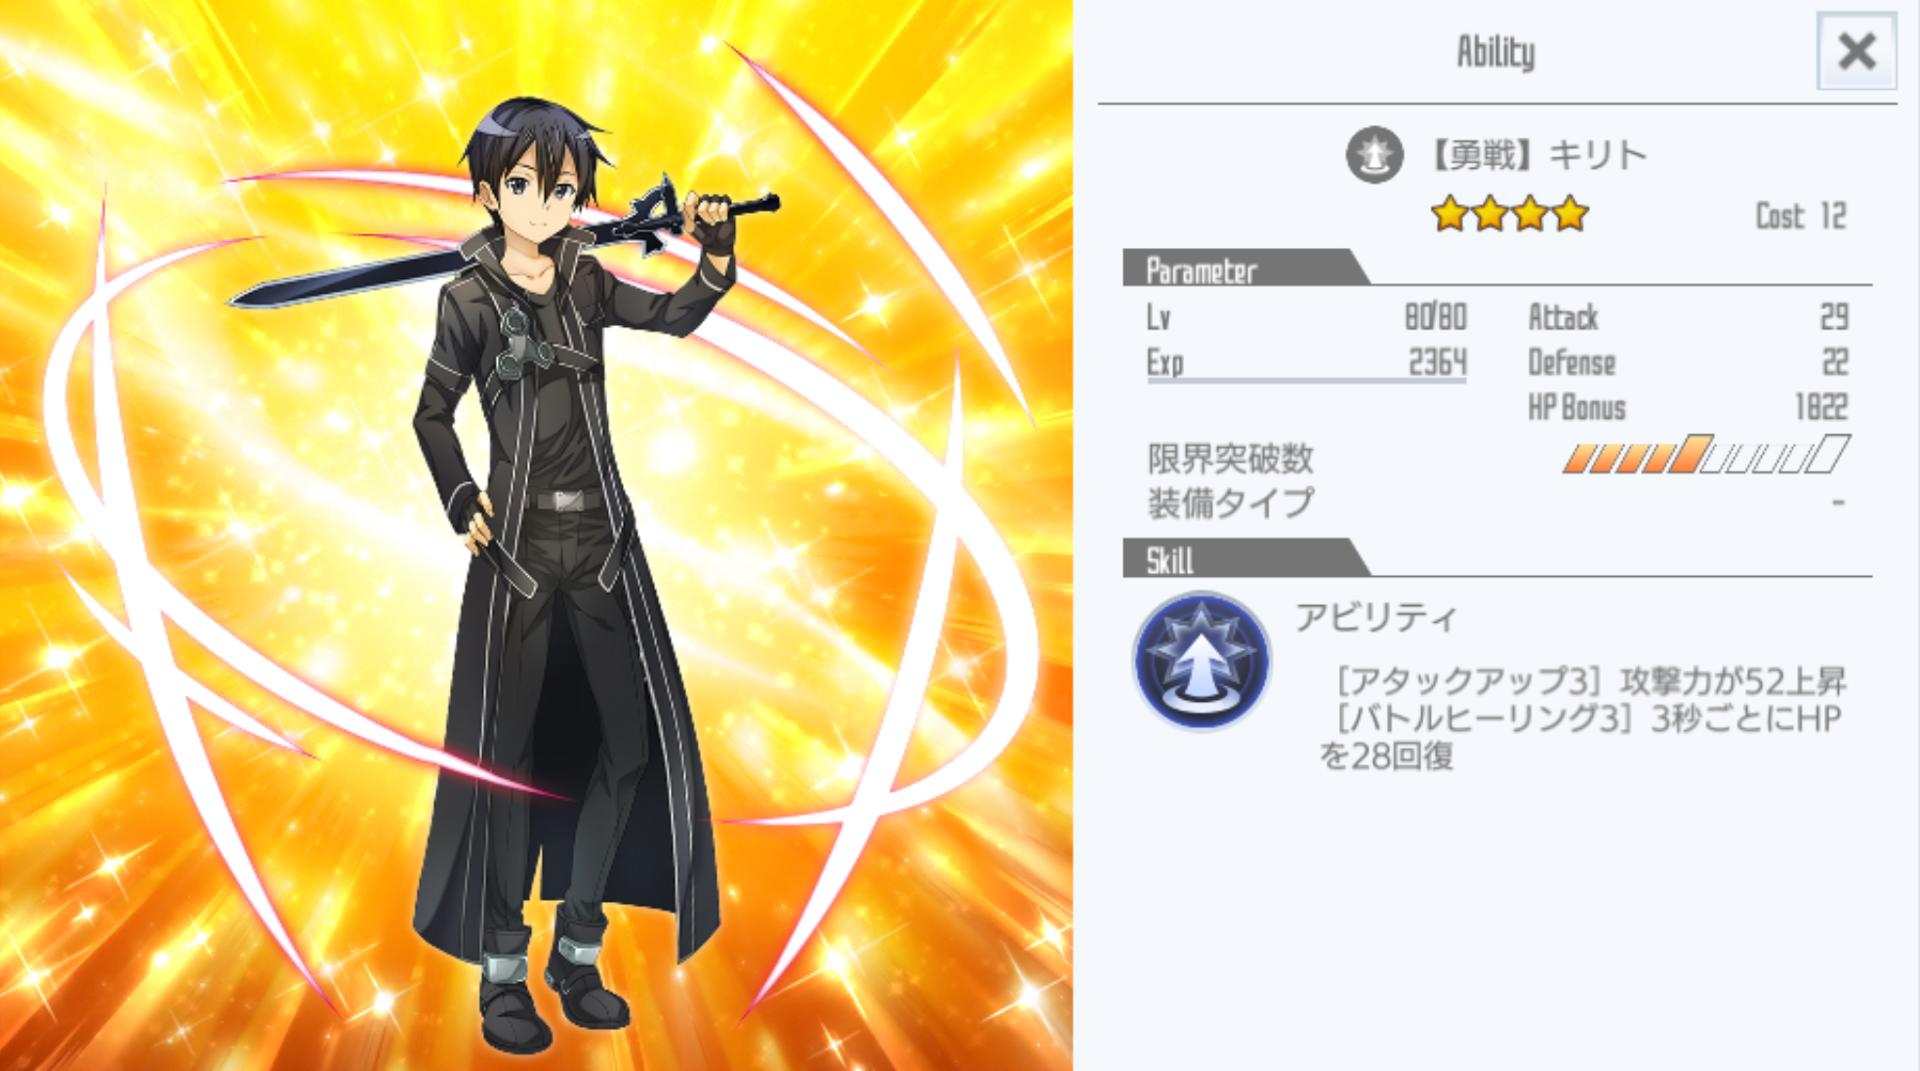 Ability
【勇戦】キリト
Cost 12
Parameter
Lv 80/80
Attack 29
Exp 2364
Defense 22
HP Bonus 1822
限界突破数
装備タイプ -
Skill
アビリティ
［アタックアップ3］攻撃力が52上昇
［バトルヒーリング3］3秒ごとにHP
を28回復